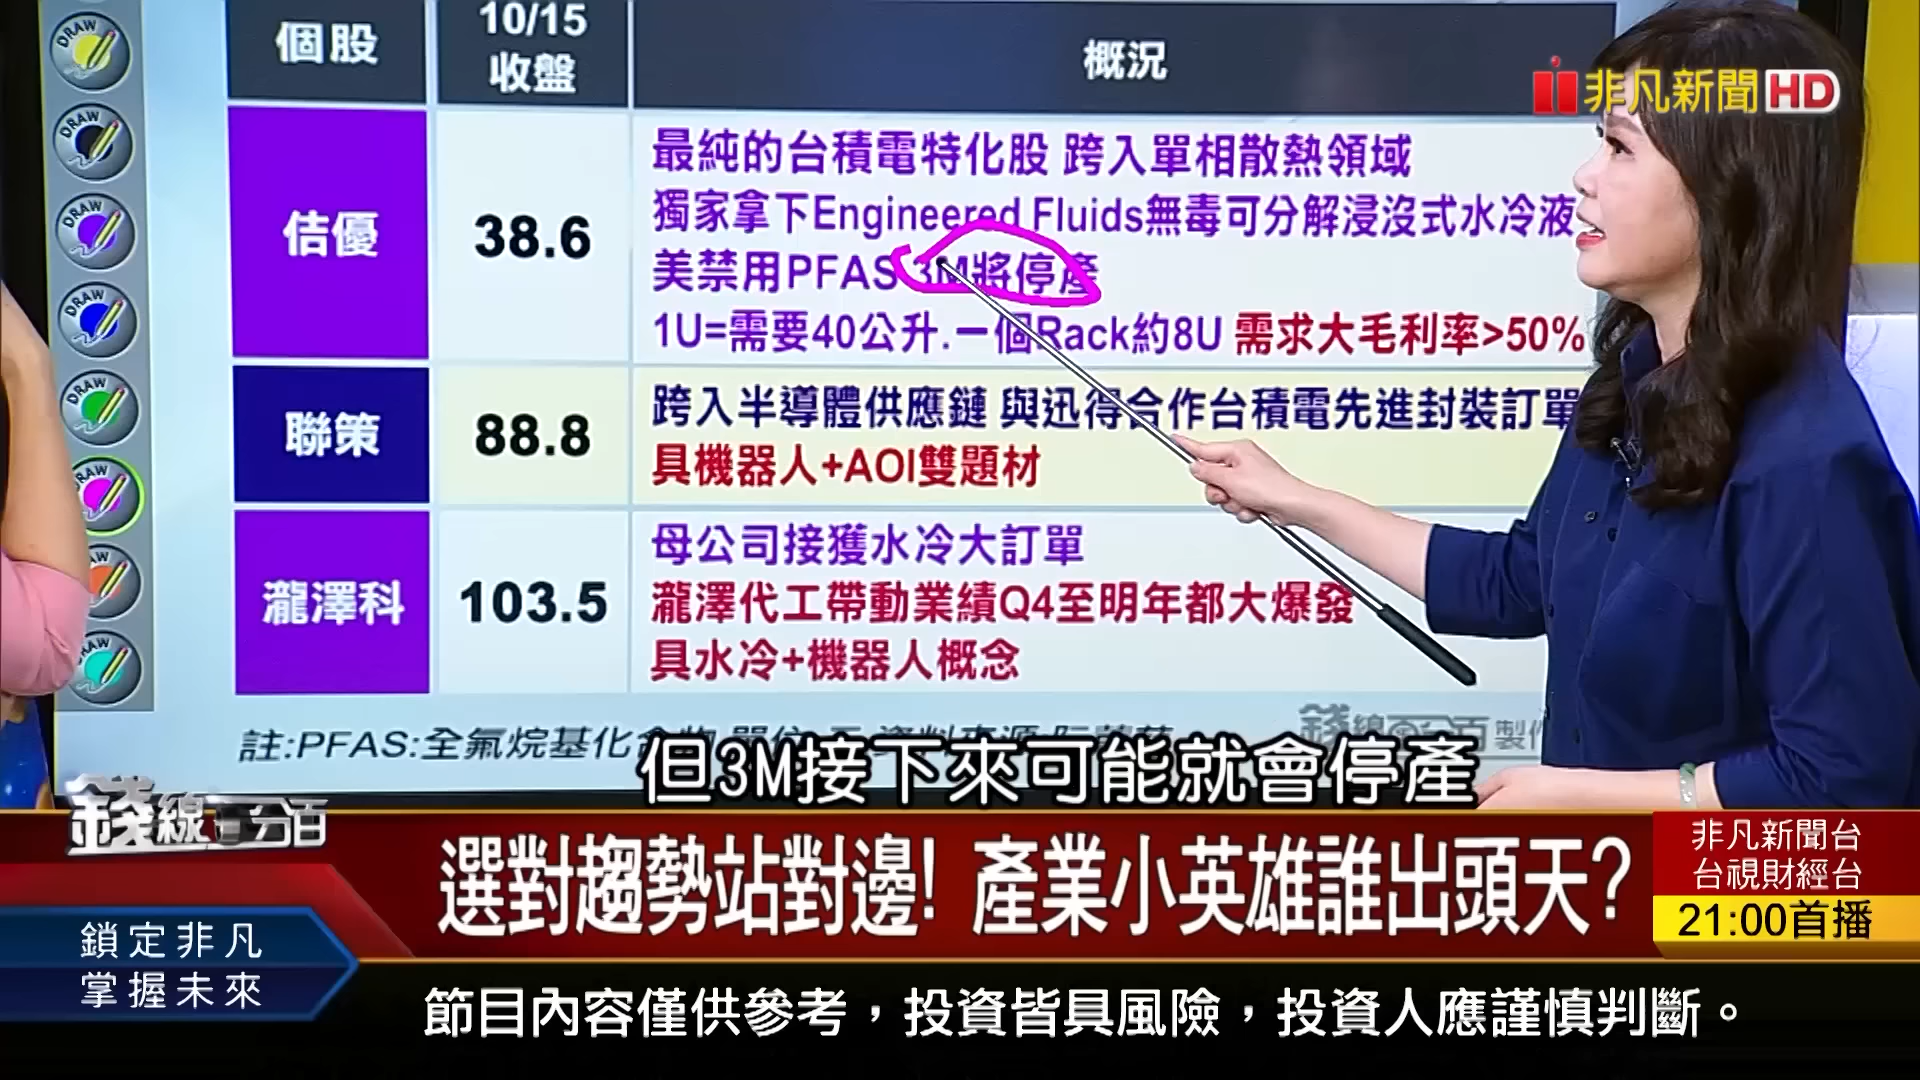 個股
10/15
收盤
概況
非凡新聞HD
DRAW
DRAW
DRAW
DRAW
DRAW
佶優
38.6
最純的台積電特化股 跨入單相散熱領域
獨家拿下Engineered Fluids無毒可分解浸沒式水冷液
美禁用PFAS 3M將停產
1U=需要40公升.一個Rack約8U 需求大毛利率>50%
聯策
88.8
跨入半導體供應鏈 與迅得合作台積電先進封裝訂單
具機器人+AOI雙題材
瀧澤科
103.5
母公司接獲水冷大訂單
瀧澤代工帶動業績Q4至明年都大爆發
具水冷+機器人概念
註:PFAS:全氟烷基化
錢線百分百製作
但3M接下來可能就會停產
錢線百分百
選對趨勢站對邊! 產業小英雄誰出頭天?
非凡新聞台
台視財經台
21:00首播
鎖定非凡
掌握未來
節目內容僅供參考，投資皆具風險，投資人應謹慎判斷。